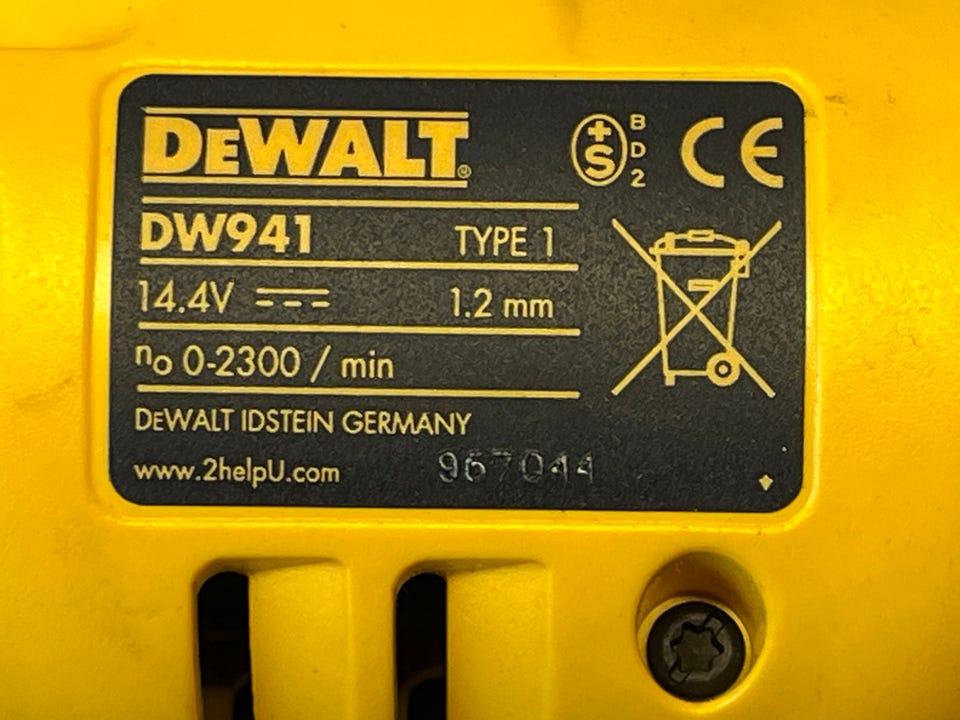 DEWALT®
+S BD2 CE
DW941 TYPE 1
14.4V 1.2 mm
no 0-2300 / min
DEWALT IDSTEIN GERMANY
www.2helpU.com 967044